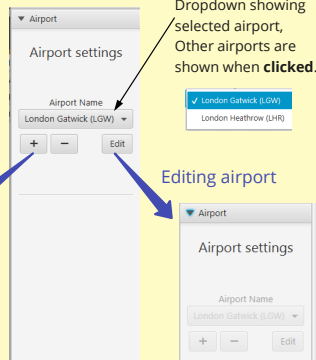 Airport
Airport settings
Airport Name
London Gatwick (LGW)
+ − Edit
Dropdown showing
selected airport,
Other airports are
shown when clicked.
✓ London Gatwick (LGW)
London Heathrow (LHR)
Editing airport
Airport
Airport settings
Airport Name
London Gatwick (LGW)
+ − Edit